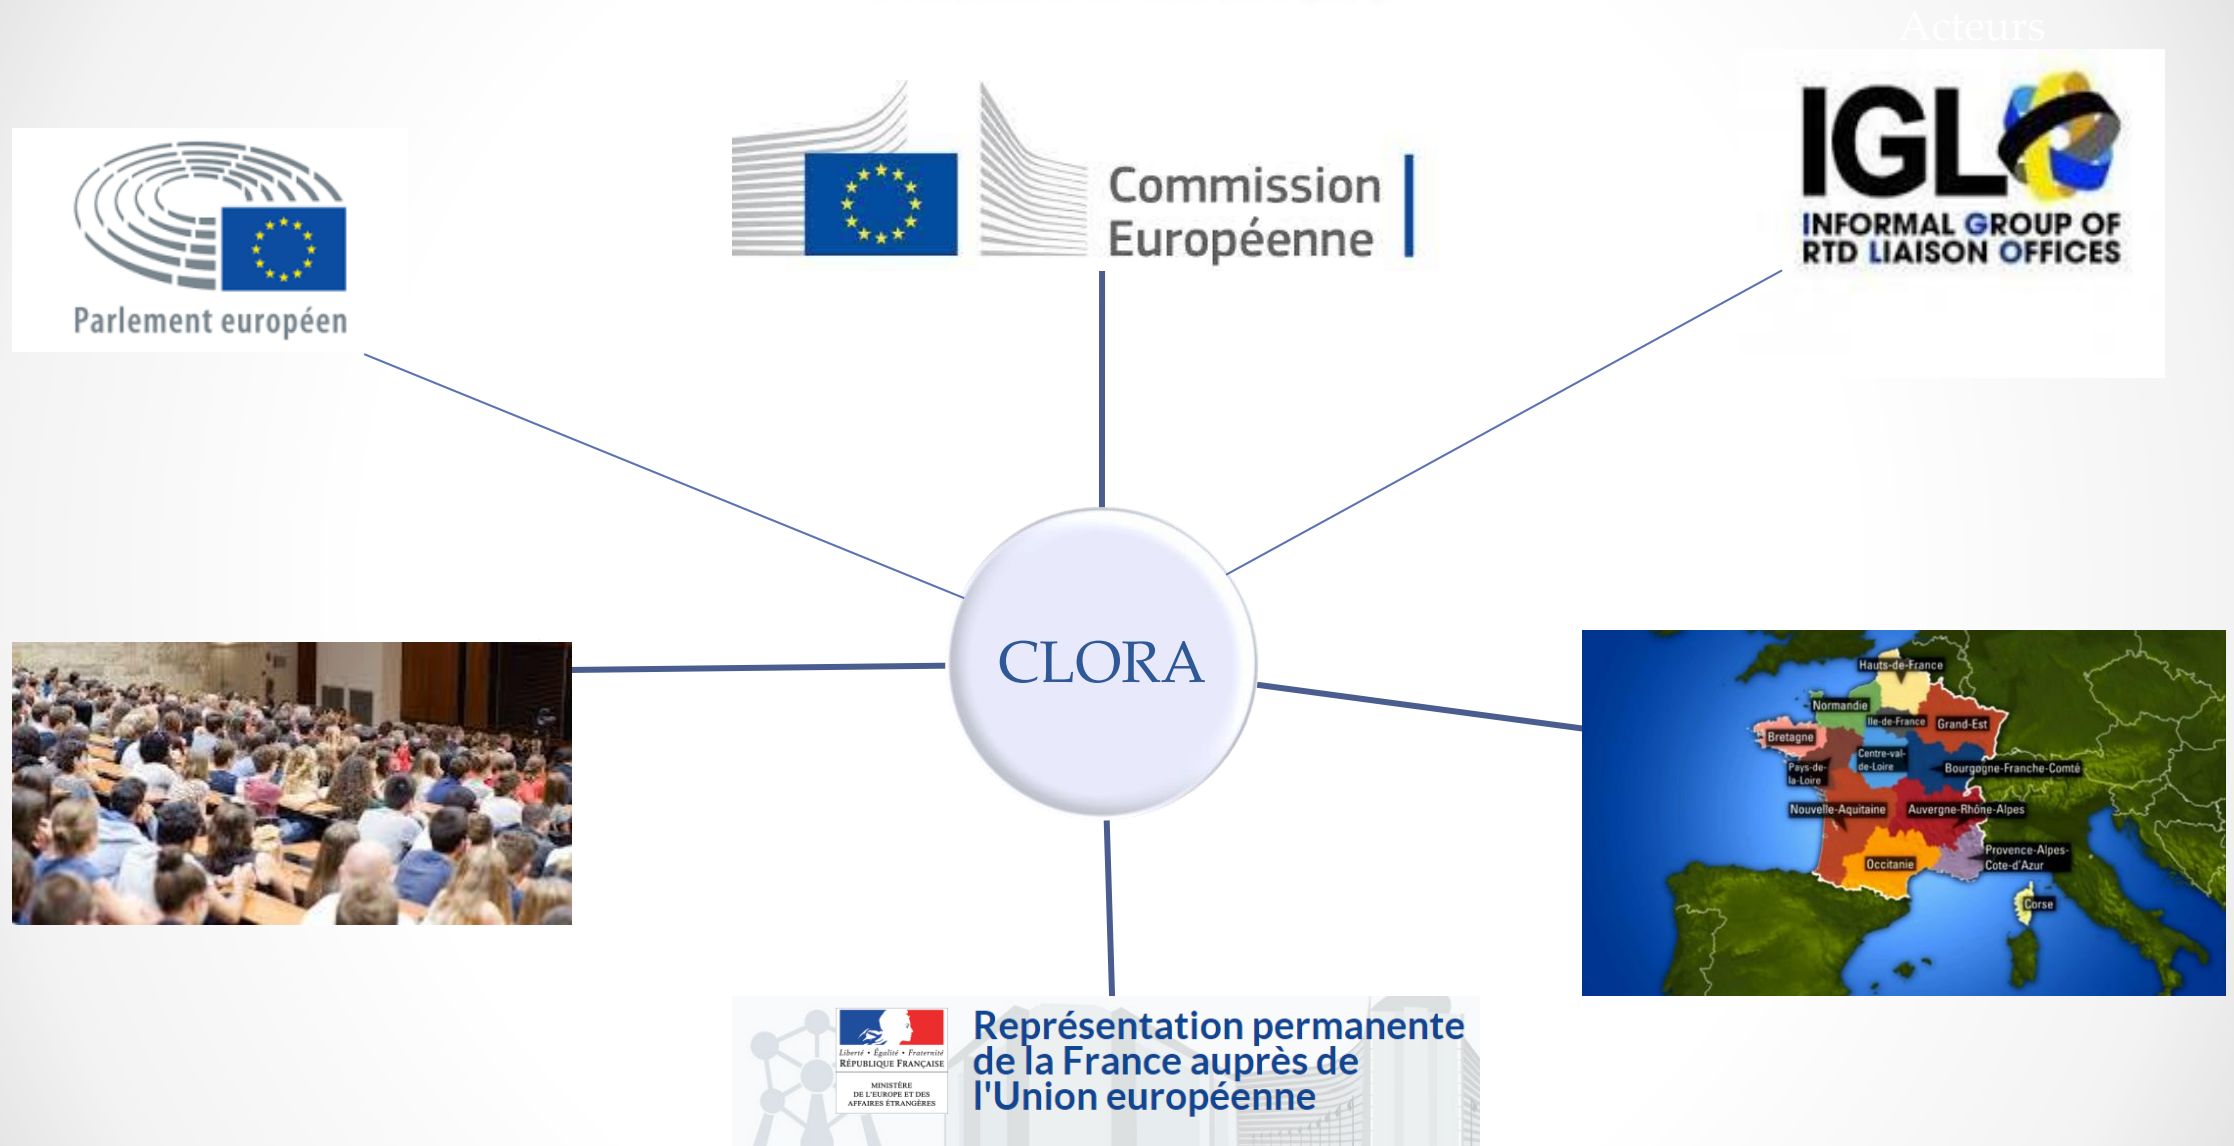 Acteurs
IGLO
INFORMAL GROUP OF
RTD LIAISON OFFICES
Commission
Européenne
Parlement européen
CLORA
Hauts-de-France
Normandie
Ile-de-France
Grand-Est
Bretagne
Centre-val-
de-Loire
Pays-de-
la-Loire
Bourgogne-Franche-Comté
Nouvelle-Aquitaine
Auvergne-Rhône-Alpes
Occitanie
Provence-Alpes-
Cote-d'Azur
Corse
Liberté • Égalité • Fraternité
RÉPUBLIQUE FRANÇAISE
MINISTÈRE
DE L'EUROPE ET DES
AFFAIRES ÉTRANGÈRES
Représentation permanente
de la France auprès de
l'Union européenne